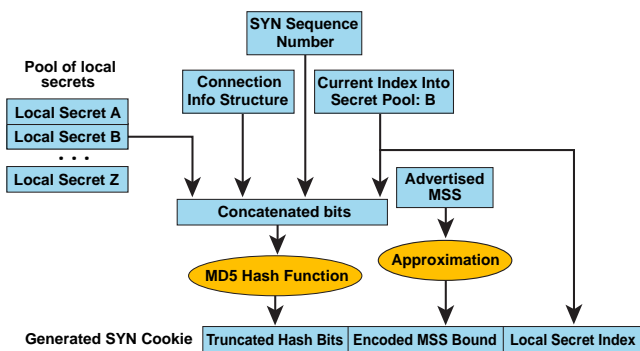 SYN Sequence
Number
Pool of local
secrets
Connection
Info Structure
Current Index Into
Secret Pool: B
Local Secret A
Local Secret B
. . .
Local Secret Z
Advertised
MSS
Concatenated bits
MD5 Hash Function
Approximation
Generated SYN Cookie
Truncated Hash Bits
Encoded MSS Bound
Local Secret Index